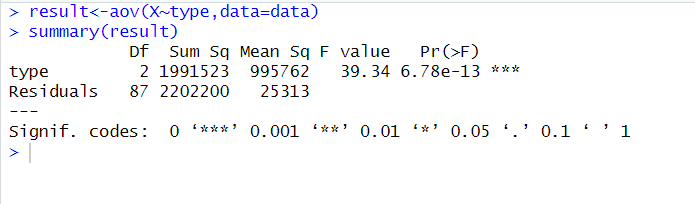 > result<-aov(X~type,data=data)
> summary(result)
            Df  Sum Sq Mean Sq F value   Pr(>F)    
type         2 1991523  995762   39.34 6.78e-13 ***
Residuals   87 2202200   25313                     
---
Signif. codes:  0 ‘***’ 0.001 ‘**’ 0.01 ‘*’ 0.05 ‘.’ 0.1 ‘ ’ 1
>